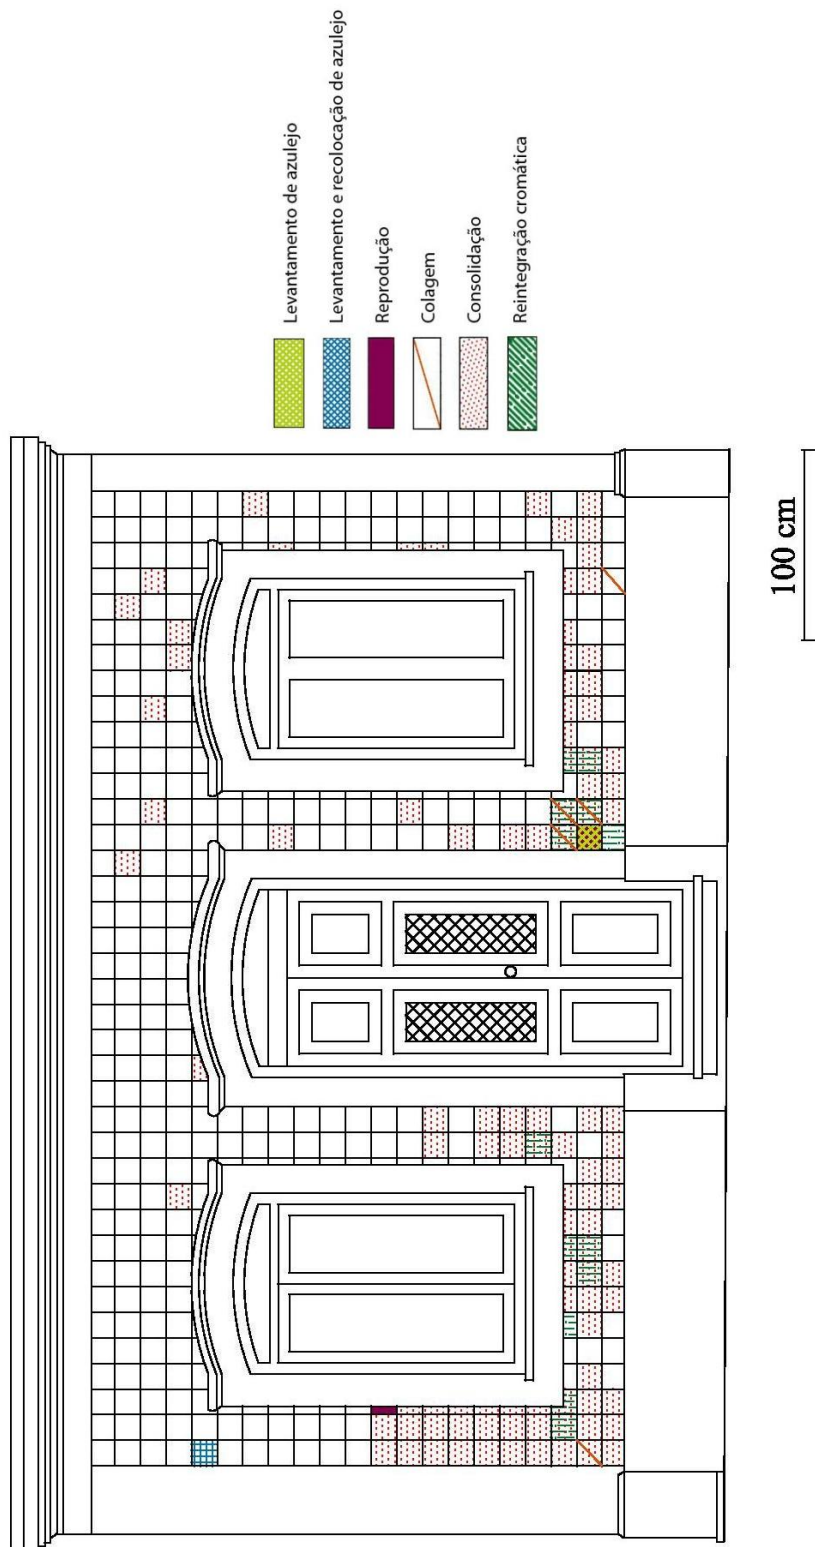 Levantamento de azulejo
Levantamento e recolocação de azulejo
Reprodução
Colagem
Consolidação
Reintegração cromática
100 cm